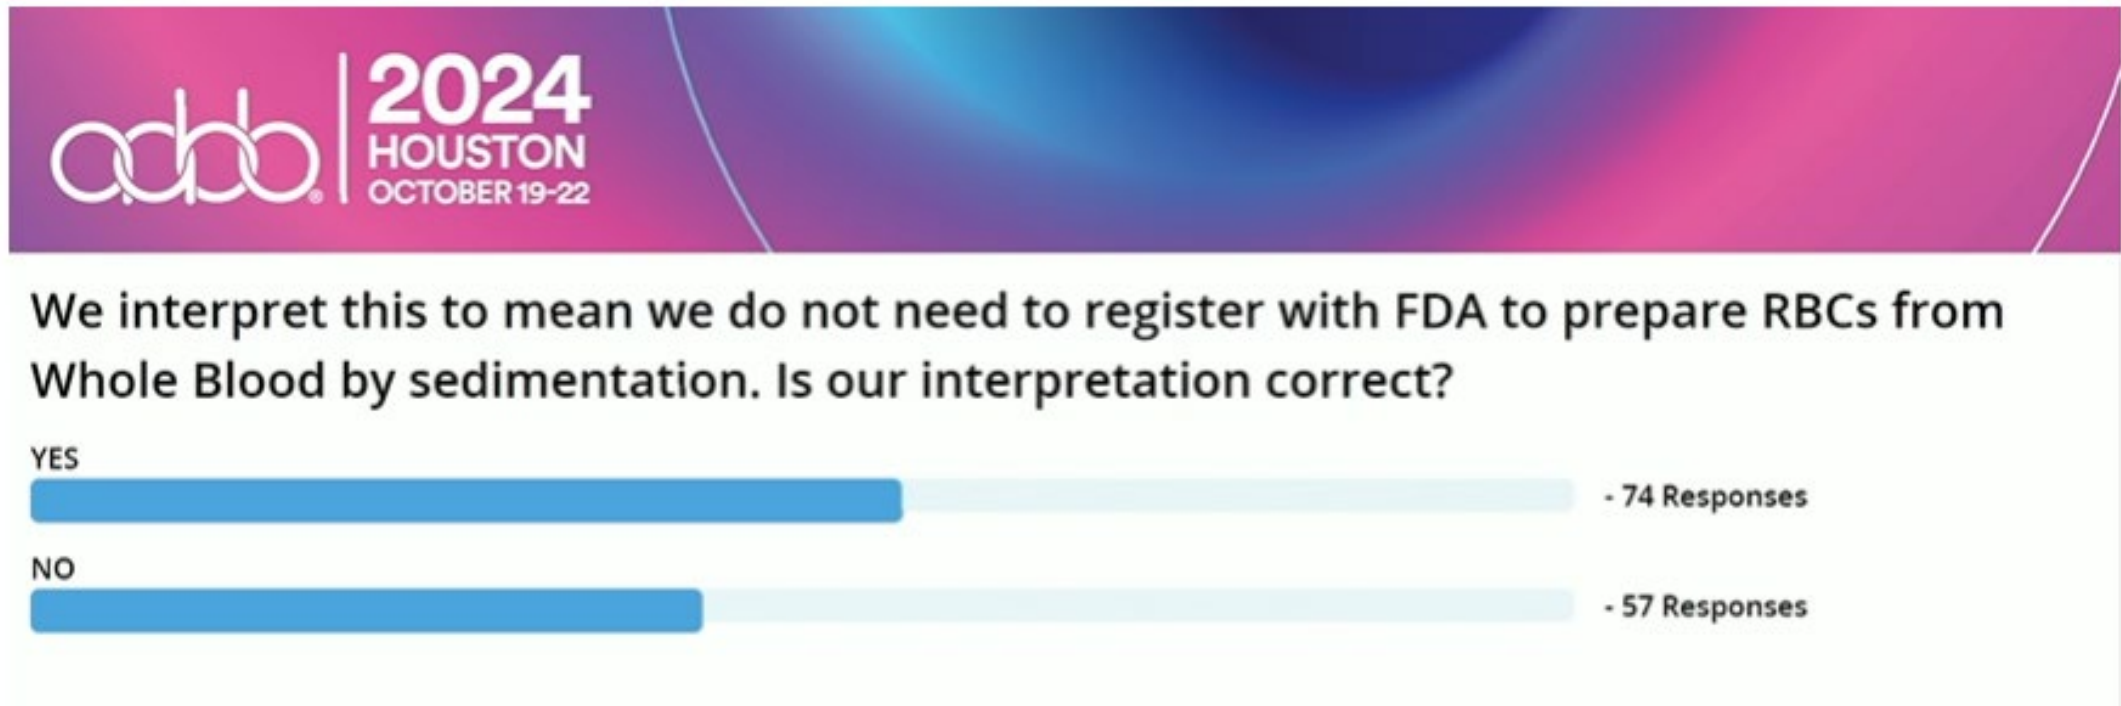 aabb®
2024
HOUSTON
OCTOBER 19-22
We interpret this to mean we do not need to register with FDA to prepare RBCs from
Whole Blood by sedimentation. Is our interpretation correct?
YES
- 74 Responses
NO
- 57 Responses